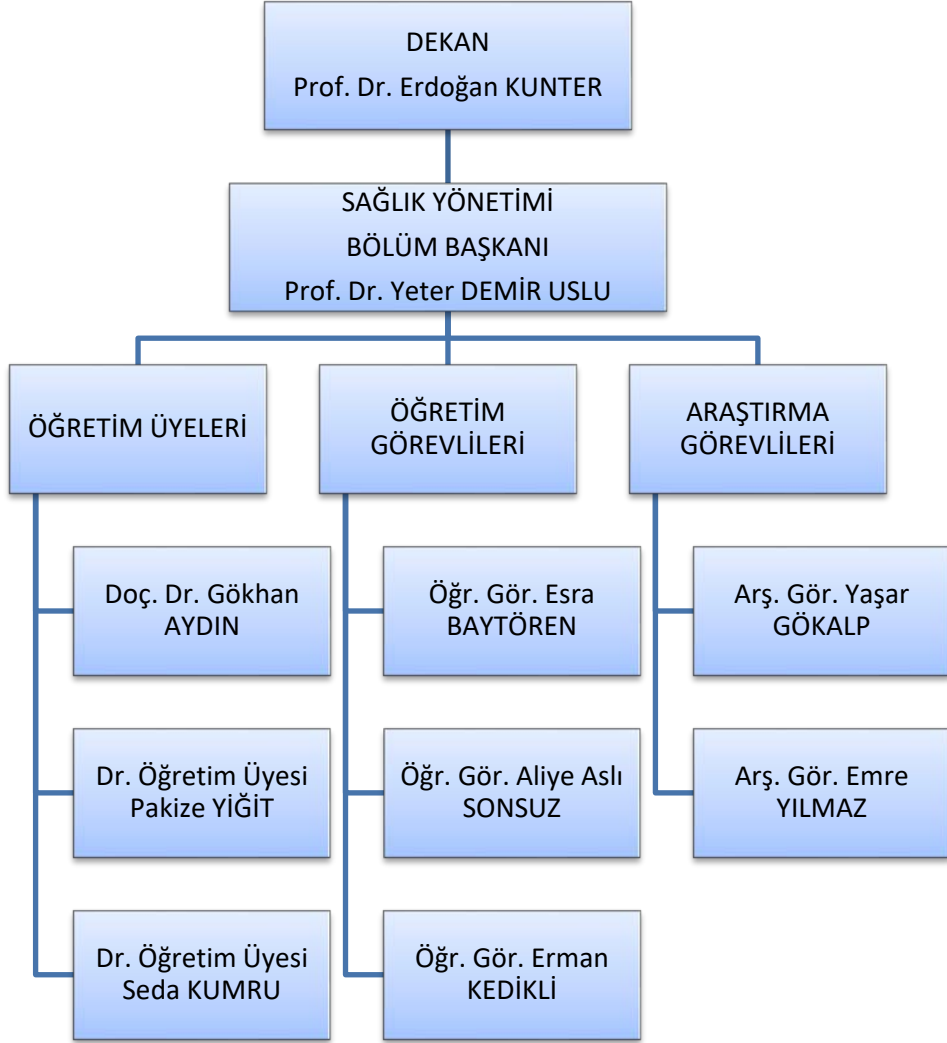 DEKAN
Prof. Dr. Erdoğan KUNTER
SAĞLIK YÖNETİMİ
BÖLÜM BAŞKANI
Prof. Dr. Yeter DEMİR USLU
ÖĞRETİM ÜYELERİ
Doç. Dr. Gökhan
AYDIN
Dr. Öğretim Üyesi
Pakize YİĞİT
Dr. Öğretim Üyesi
Seda KUMRU
ÖĞRETİM
GÖREVLİLERİ
Öğr. Gör. Esra
BAYTÖREN
Öğr. Gör. Aliye Aslı
SONSUZ
Öğr. Gör. Erman
KEDİKLİ
ARAŞTIRMA
GÖREVLİLERİ
Arş. Gör. Yaşar
GÖKALP
Arş. Gör. Emre
YILMAZ